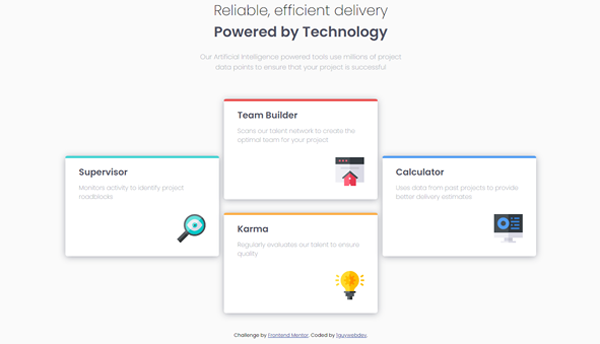 Reliable, efficient delivery
Powered by Technology
Our Artificial Intelligence powered tools use millions of project
data points to ensure that your project is successful
Supervisor
Monitors activity to identify project
roadblocks
Team Builder
Scans our talent network to create the
optimal team for your project
Karma
Regularly evaluates our talent to ensure
quality
Calculator
Uses data from past projects to provide
better delivery estimates
Challenge by Frontend Mentor. Coded by